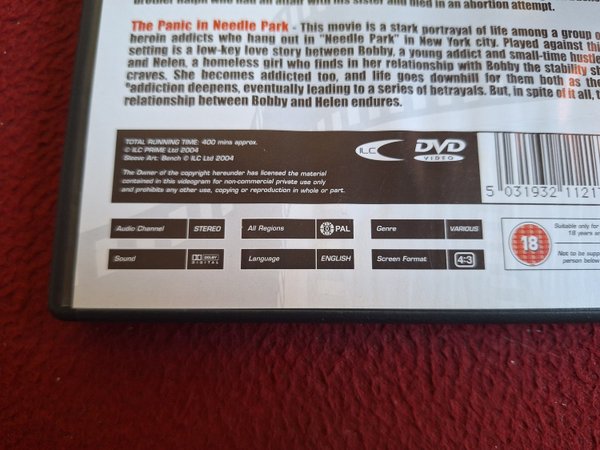 brother Ralph who had an affair with his sister and died in an abortion attempt.
The Panic in Needle Park - This movie is a stark portrayal of life among a group o
heroin addicts who hang out in "Needle Park" in New York city. Played against thi
setting is a low-key love story between Bobby, a young addict and small-time hustle
and Helen, a homeless girl who finds in her relationship with Bobby the stability sh
craves. She becomes addicted too, and life goes downhill for them both as the
"addiction deepens, eventually leading to a series of betrayals. But, in spite of it all, t
relationship between Bobby and Helen endures.
TOTAL RUNNING TIME: 400 mins approx.
© ILC PRIME Ltd 2004
Sleeve Art: Bench © ILC Ltd 2004
The Owner of the copyright hereunder has licensed the material
contained in this videogram for non-commercial private use only
and prohibits any other use, copying or reproduction in whole or part.
ILC
DVD
VIDEO
5 031932 1121
Audio Channel STEREO
All Regions PAL
Genre VARIOUS
Sound DOLBY DIGITAL
Language ENGLISH
Screen Format 4:3
18
Suitable only for
18 years an
Not to be supp
person below